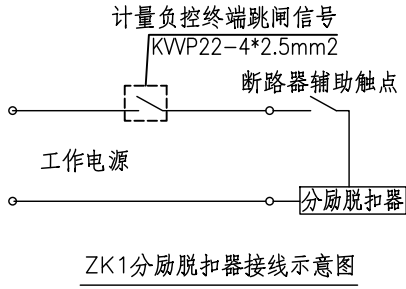 计量负控终端跳闸信号
KVVP22-4*2.5mm2
断路器辅助触点
工作电源
分励脱扣器
ZK1分励脱扣器接线示意图